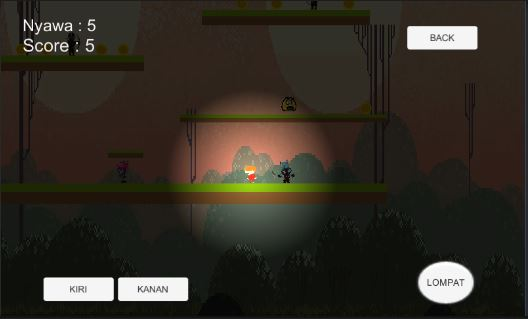 Nyawa : 5
Score : 5
BACK
KIRI
KANAN
LOMPAT